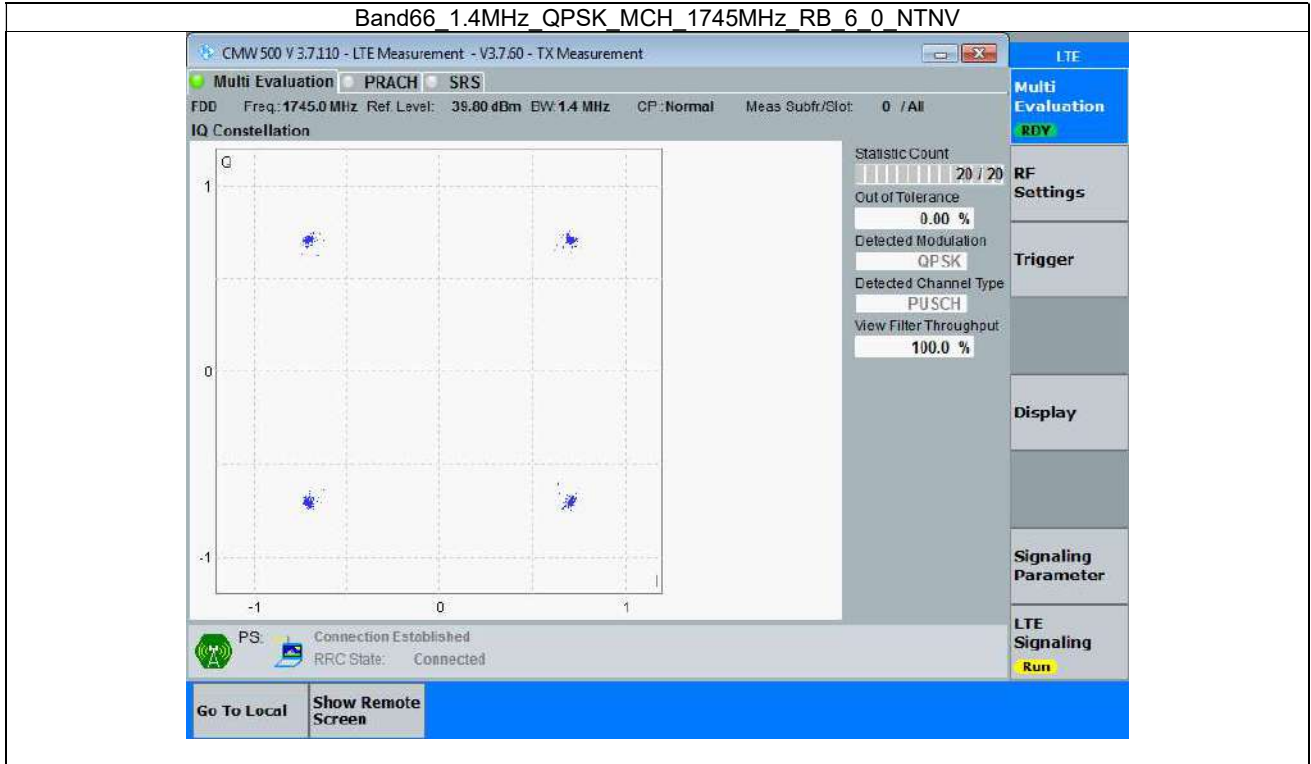 Band66_1.4MHz_QPSK_MCH_1745MHz_RB_6_0_NTNV
CMW 500 V 3.7.110 - LTE Measurement - V3.7.60 - TX Measurement
LTE
Multi Evaluation PRACH SRS
Multi
Evaluation
RDY
FDD Freq.: 1745.0 MHz Ref. Level: 39.80 dBm BW: 1.4 MHz CP : Normal Meas Subfr/Slot: 0 / All
IQ Constellation
Q
1
0
-1
-1 0 1
I
Statistic Count
20 / 20
Out of Tolerance
0.00 %
Detected Modulation
QPSK
Detected Channel Type
PUSCH
View Filter Throughput
100.0 %
RF
Settings
Trigger
Display
Signaling
Parameter
LTE
Signaling
Run
PS: Connection Established
RRC State: Connected
Go To Local
Show Remote
Screen